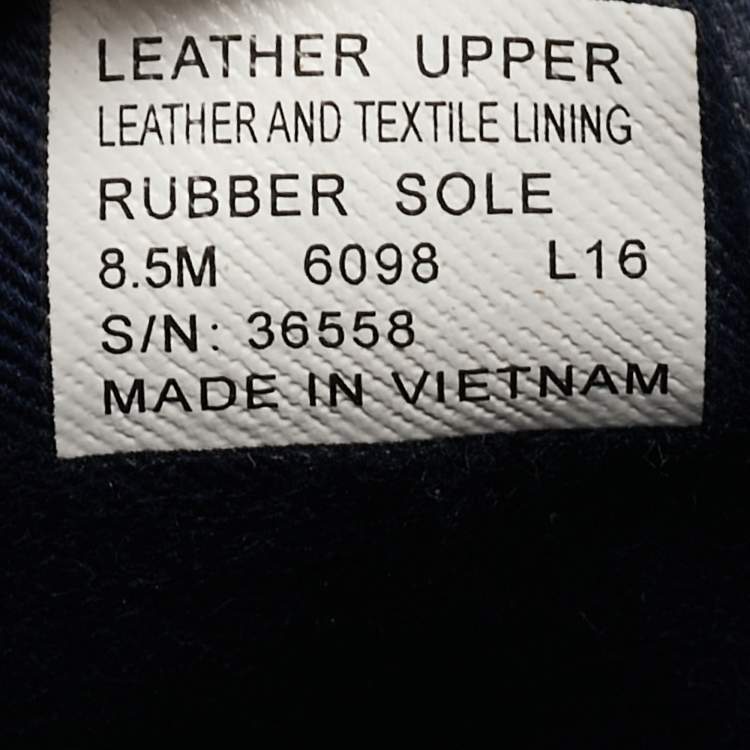 LEATHER UPPER
LEATHER AND TEXTILE LINING
RUBBER SOLE
8.5M 6098 L16
S/N: 36558
MADE IN VIETNAM